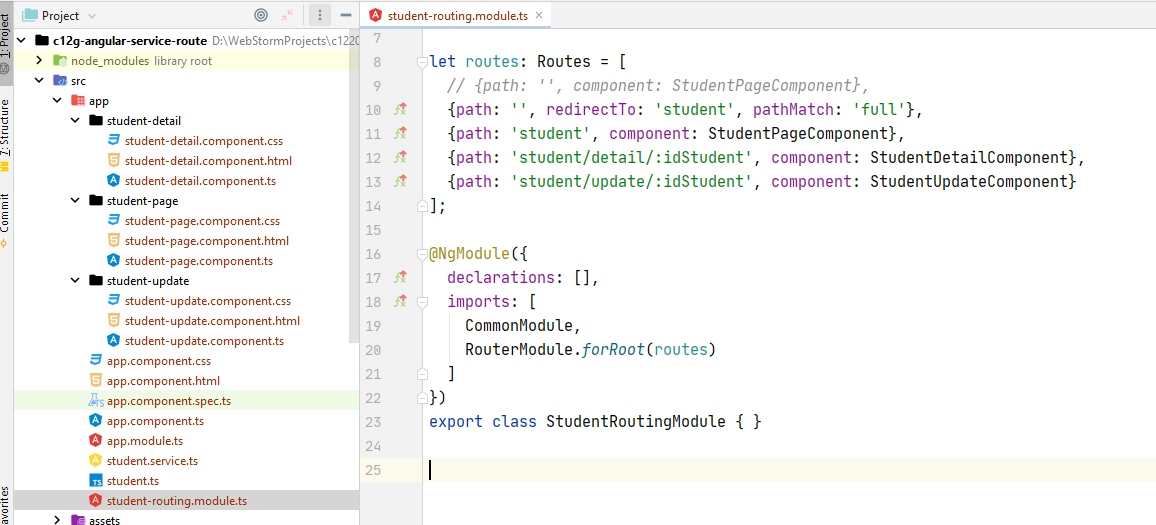 Project
student-routing.module.ts
1: Project
7: Structure
Commit
avorites
c12g-angular-service-route D:\WebStormProjects\c1220
node_modules library root
src
app
student-detail
student-detail.component.css
student-detail.component.html
student-detail.component.ts
student-page
student-page.component.css
student-page.component.html
student-page.component.ts
student-update
student-update.component.css
student-update.component.html
student-update.component.ts
app.component.css
app.component.html
app.component.spec.ts
app.component.ts
app.module.ts
student.service.ts
student.ts
student-routing.module.ts
assets
7
8 let routes: Routes = [
9 // {path: '', component: StudentPageComponent},
10 {path: '', redirectTo: 'student', pathMatch: 'full'},
11 {path: 'student', component: StudentPageComponent},
12 {path: 'student/detail/:idStudent', component: StudentDetailComponent},
13 {path: 'student/update/:idStudent', component: StudentUpdateComponent}
14 ];
15
16 @NgModule({
17 declarations: [],
18 imports: [
19 CommonModule,
20 RouterModule.forRoot(routes)
21 ]
22 })
23 export class StudentRoutingModule { }
24
25